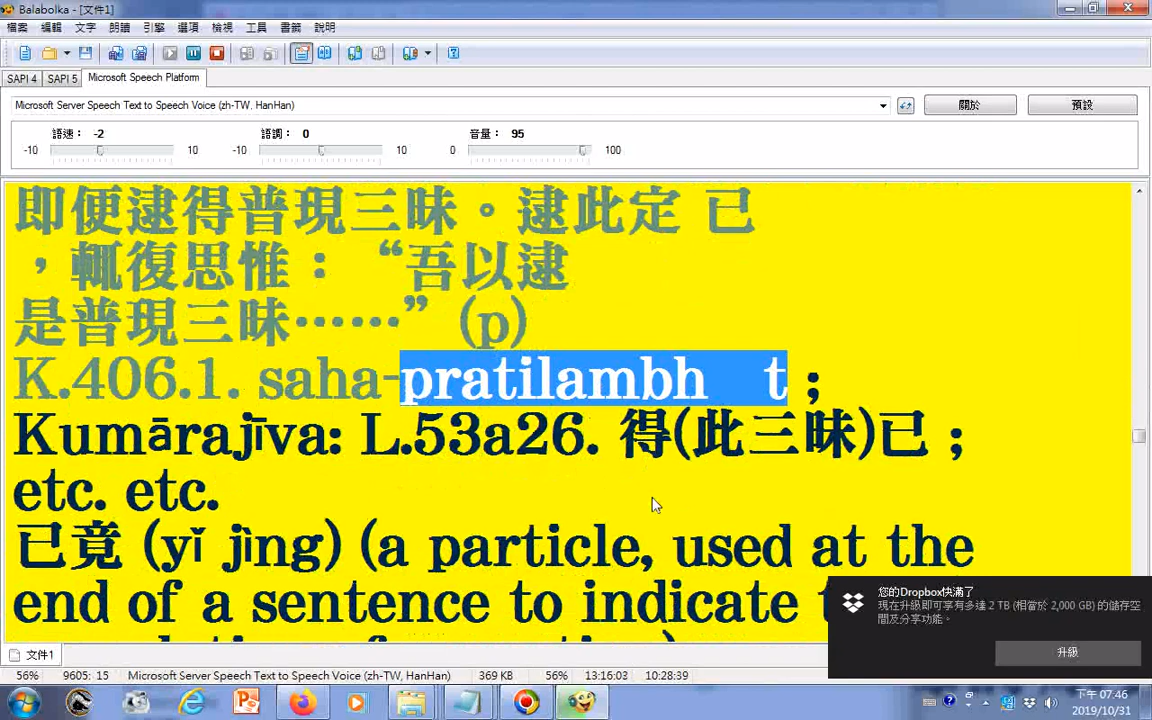 Balabolka - [文件1]
檔案 編輯 文字 朗讀 引擎 選項 檢視 工具 書籤 說明
SAPI 4 SAPI 5 Microsoft Speech Platform
Microsoft Server Speech Text to Speech Voice (zh-TW, HanHan) 關於 預設
語速： -2 語調： 0 音量： 95
-10 10 -10 10 0 100
即便逮得普現三昧。逮此定 已
，輒復思惟：“吾以逮
是普現三昧……” (p)
K.406.1. saha-pratilambh t ；
Kumārajīva: L.53a26. 得(此三昧)已 ；
etc. etc.
已竟 (yǐ jìng) (a particle, used at the
end of a sentence to indicate
您的Dropbox快滿了
現在升級即可享有多達 2 TB (相當於 2,000 GB) 的儲存空
間及分享功能。
升級
文件1
56% 9605: 15 Microsoft Server Speech Text to Speech Voice (zh-TW, HanHan) 369 KB 56% 13:16:03 10:28:39
下午 07:46
2019/10/31